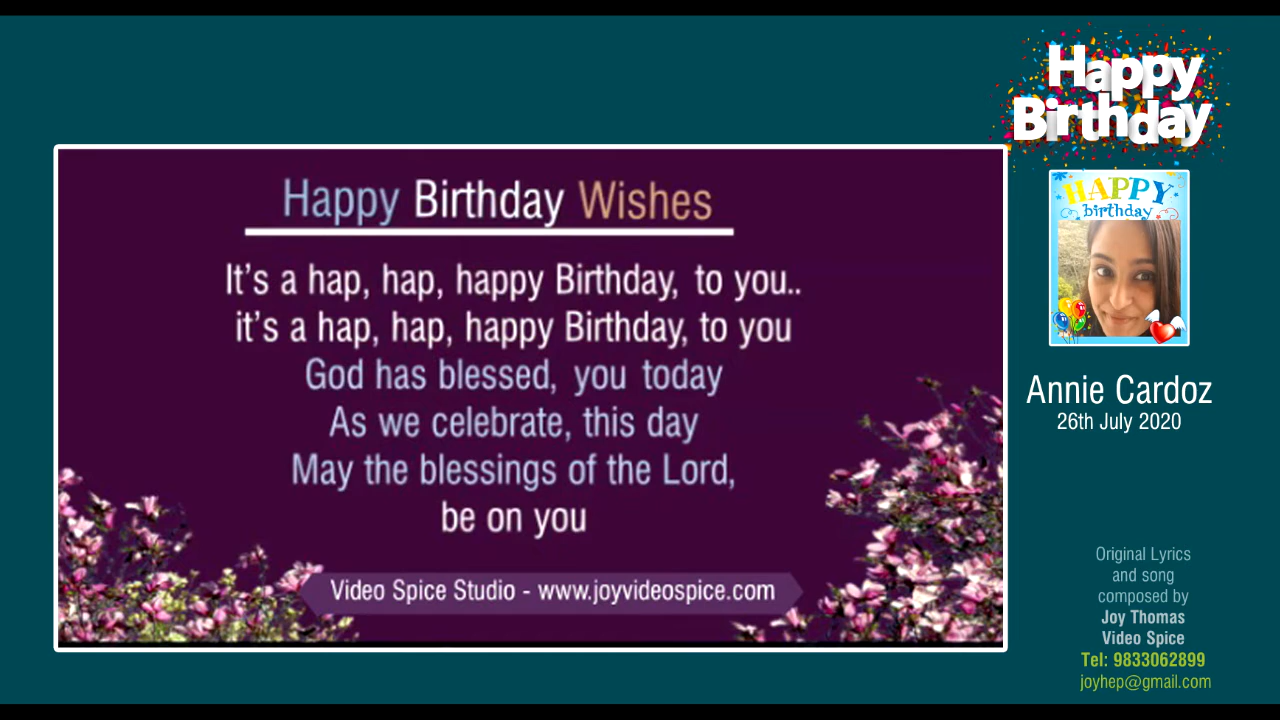 Happy
Birthday
Happy Birthday Wishes
It's a hap, hap, happy Birthday, to you..
it's a hap, hap, happy Birthday, to you
God has blessed, you today
As we celebrate, this day
May the blessings of the Lord,
be on you
Video Spice Studio - www.joyvideospice.com
HAPPY
birthday
Annie Cardoz
26th July 2020
Original Lyrics
and song
composed by
Joy Thomas
Video Spice
Tel: 9833062899
joyhep@gmail.com